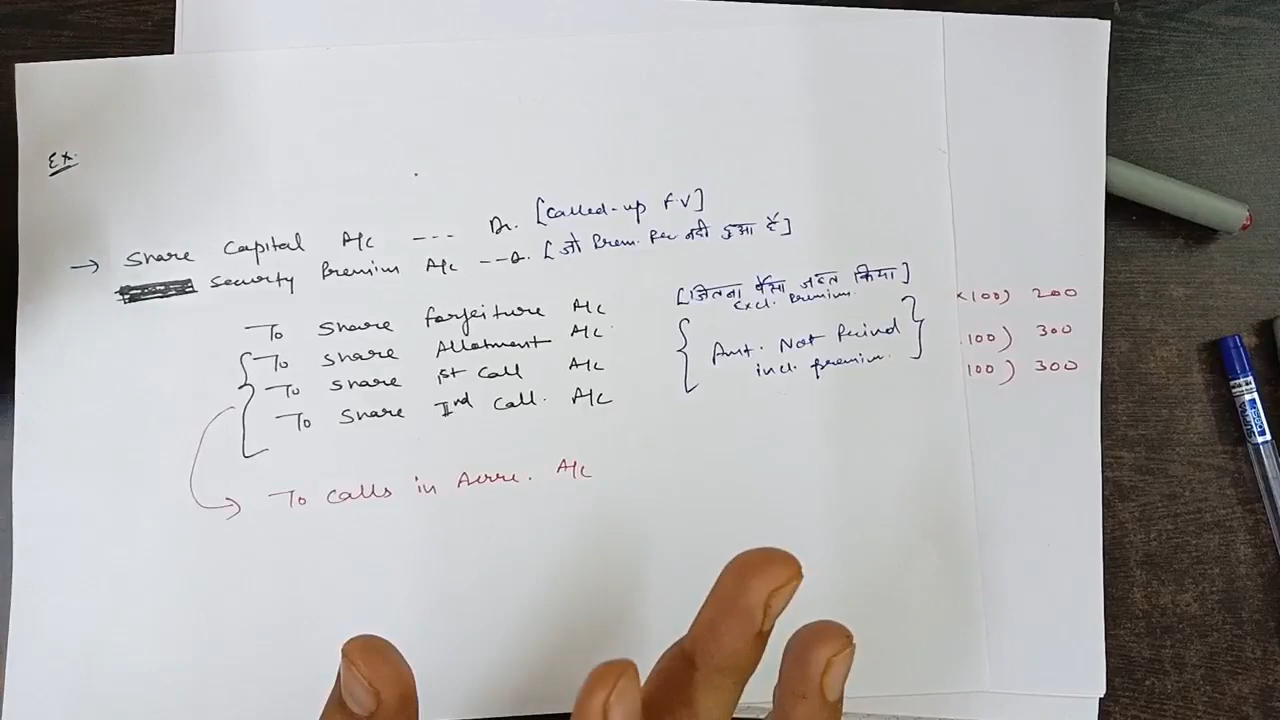 Ex.
→ Share Capital A/c --- Dr. [Called-up F.V]
Security Premium A/c --- Dr. [जो Prem. Rec नही हुआ है]
To Share forfeiture A/c [जितना पैसा जब्त किया]
Excl. Premium.
To Share Allotment A/c
To Share 1st Call A/c
To Share IInd Call. A/c
Amt. Not Recived
incl. premium.
To Calls in Arre. A/c
×100) 200
100) 300
100) 300